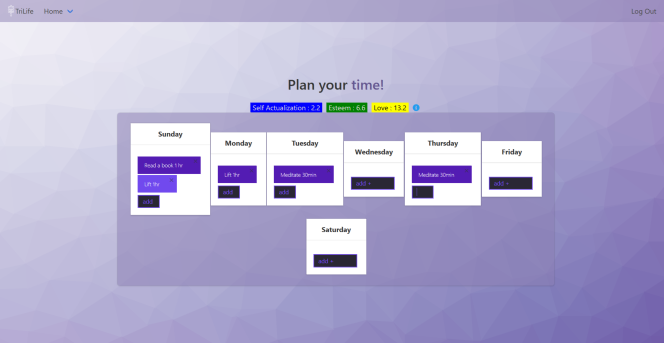 TriLife Home Log Out
Plan your time!
Self Actualization : 2.2 Esteem : 6.6 Love : 13.2
Sunday
Read a book 1hr
Lift 1hr
add
Monday
Lift 1hr
add
Tuesday
Meditate 30min
add
Wednesday
add +
Thursday
Meditate 30min
Friday
add +
Saturday
add +